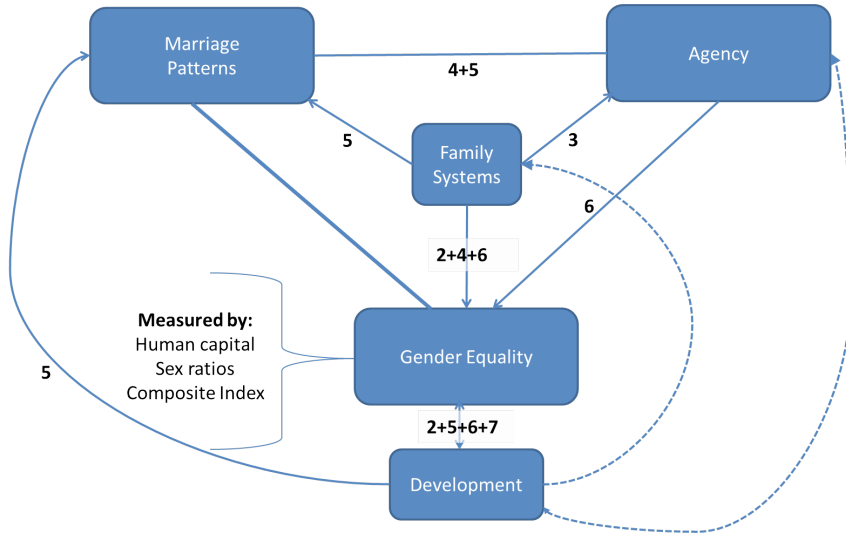 Marriage
Patterns
Agency
4+5
5
Family
Systems
3
6
2+4+6
Measured by:
Human capital
Sex ratios
Composite Index
Gender Equality
5
2+5+6+7
Development